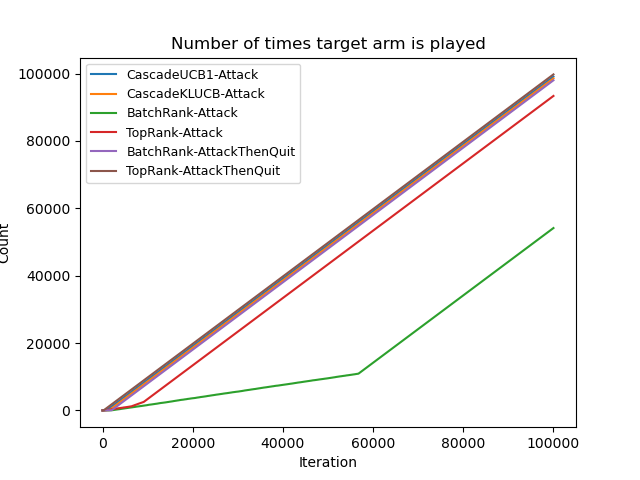 Number of times target arm is played
CascadeUCB1-Attack
CascadeKLUCB-Attack
BatchRank-Attack
TopRank-Attack
BatchRank-AttackThenQuit
TopRank-AttackThenQuit
100000
80000
60000
40000
20000
0
Count
0 20000 40000 60000 80000 100000
Iteration